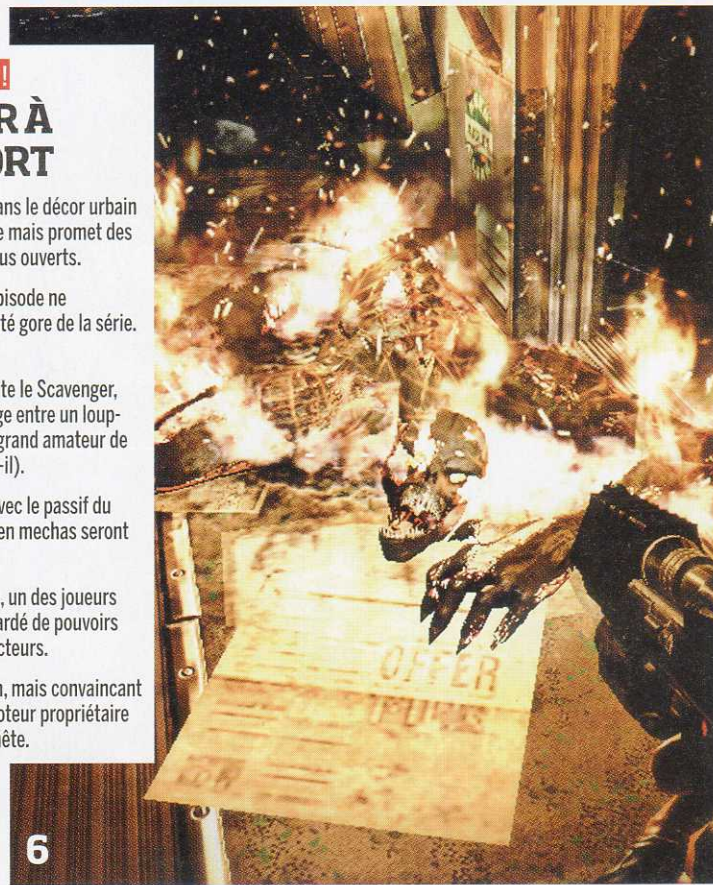 !
R À
ORT
ans le décor urbain
e mais promet des
us ouverts.
pisode ne
té gore de la série.
te le Scavenger,
ge entre un loup-
grand amateur de
-il).
vec le passif du
en mechas seront
, un des joueurs
ardé de pouvoirs
cteurs.
n, mais convaincant
oteur propriétaire
ête.
OFFER
6